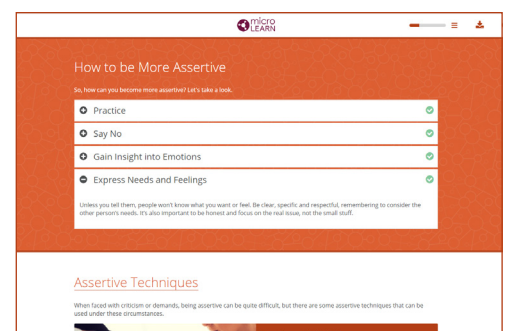 micro
LEARN
How to be More Assertive
So, how can you become more assertive? Let's take a look.
Practice
Say No
Gain Insight into Emotions
Express Needs and Feelings
Unless you tell them, people won't know what you want or feel. Be clear, specific and respectful, remembering to consider the
other person's needs. It's also important to be honest and focus on the real issue, not the small stuff.
Assertive Techniques
When faced with criticism or demands, being assertive can be quite difficult, but there are some assertive techniques that can be
used under these circumstances.